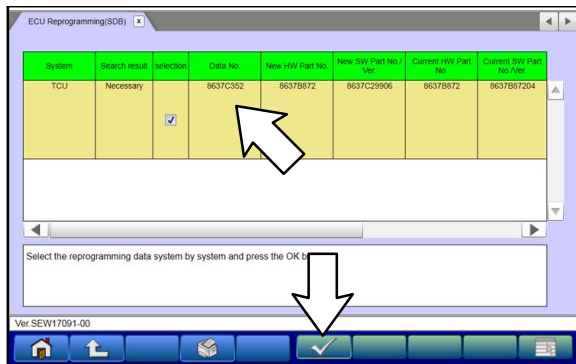 ECU Reprogramming(SDB) x
System Search result selection Data No. New HW Part No. New SW Part No./ Ver. Current HW Part No. Current SW Part No./Ver.
TCU Necessary 8637C352 8637B872 8637C29906 8637B872 8637B87204
Select the reprogramming data system by system and press the OK
Ver.SEW17091-00